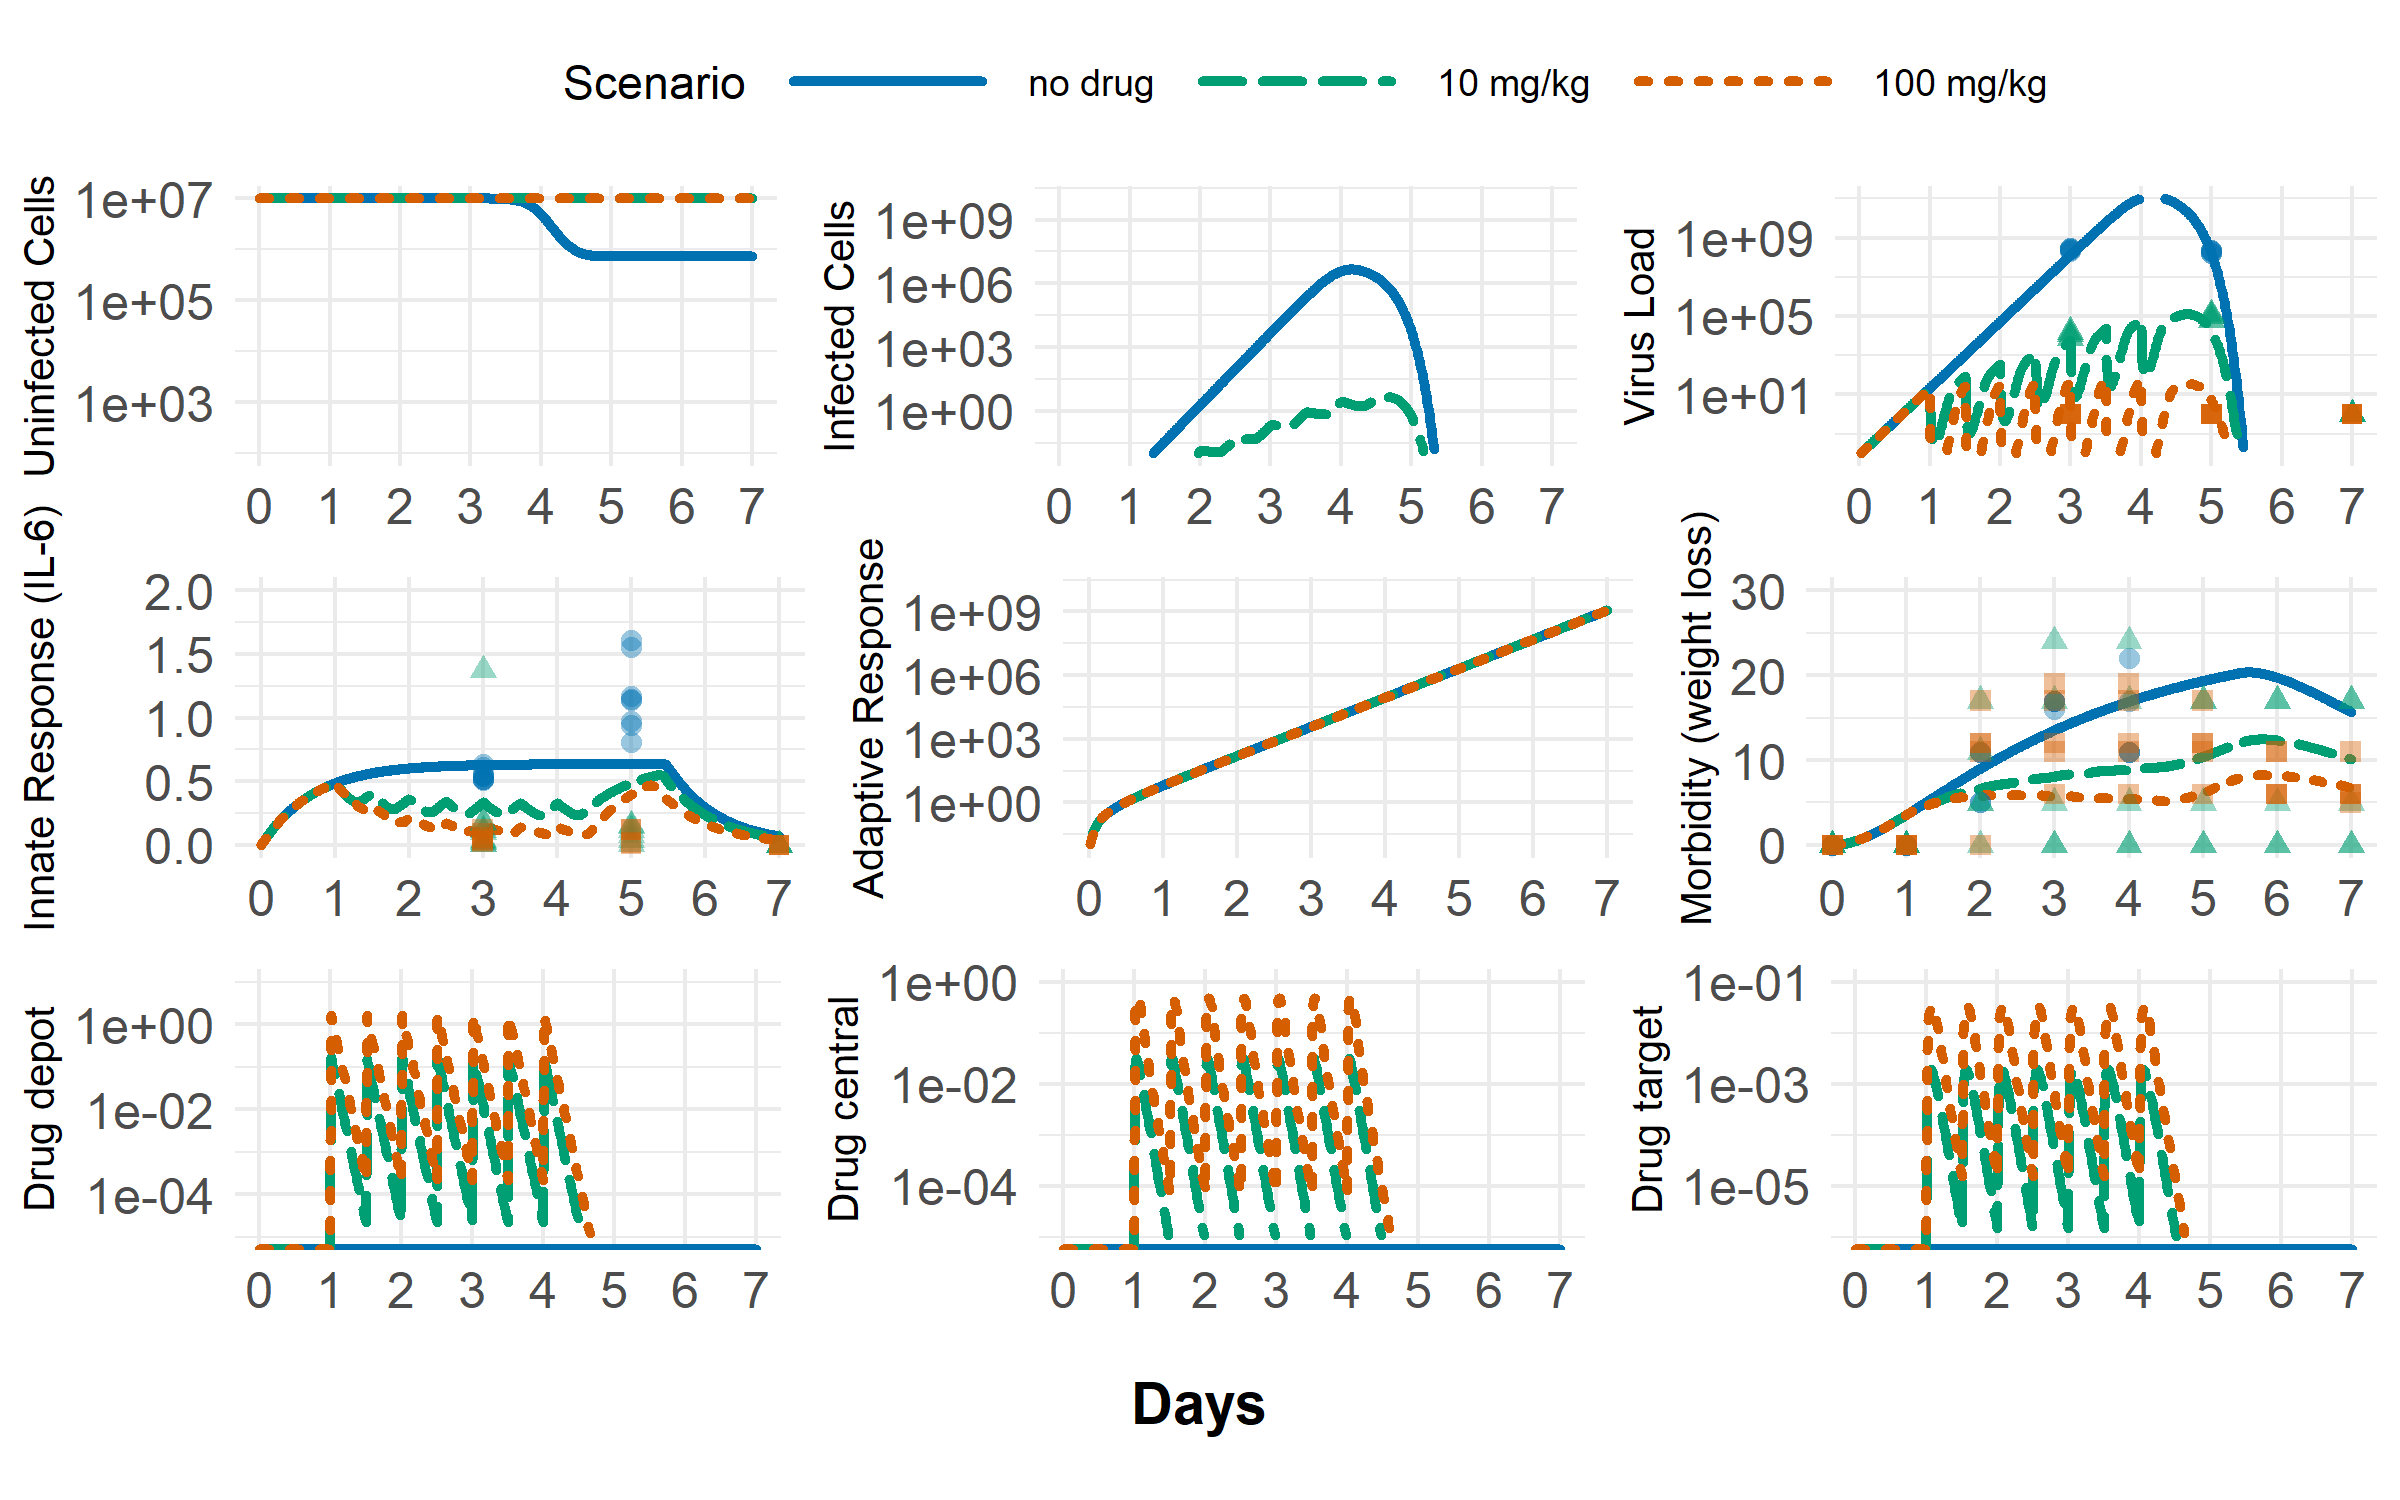 Scenario no drug 10 mg/kg 100 mg/kg
Uninfected Cells
1e+07
1e+05
1e+03
0 1 2 3 4 5 6 7
Infected Cells
1e+09
1e+06
1e+03
1e+00
0 1 2 3 4 5 6 7
Virus Load
1e+09
1e+05
1e+01
0 1 2 3 4 5 6 7
Innate Response (IL-6)
2.0
1.5
1.0
0.5
0.0
0 1 2 3 4 5 6 7
Adaptive Response
1e+09
1e+06
1e+03
1e+00
0 1 2 3 4 5 6 7
Morbidity (weight loss)
30
20
10
0
0 1 2 3 4 5 6 7
Drug depot
1e+00
1e-02
1e-04
0 1 2 3 4 5 6 7
Drug central
1e+00
1e-02
1e-04
0 1 2 3 4 5 6 7
Drug target
1e-01
1e-03
1e-05
0 1 2 3 4 5 6 7
Days